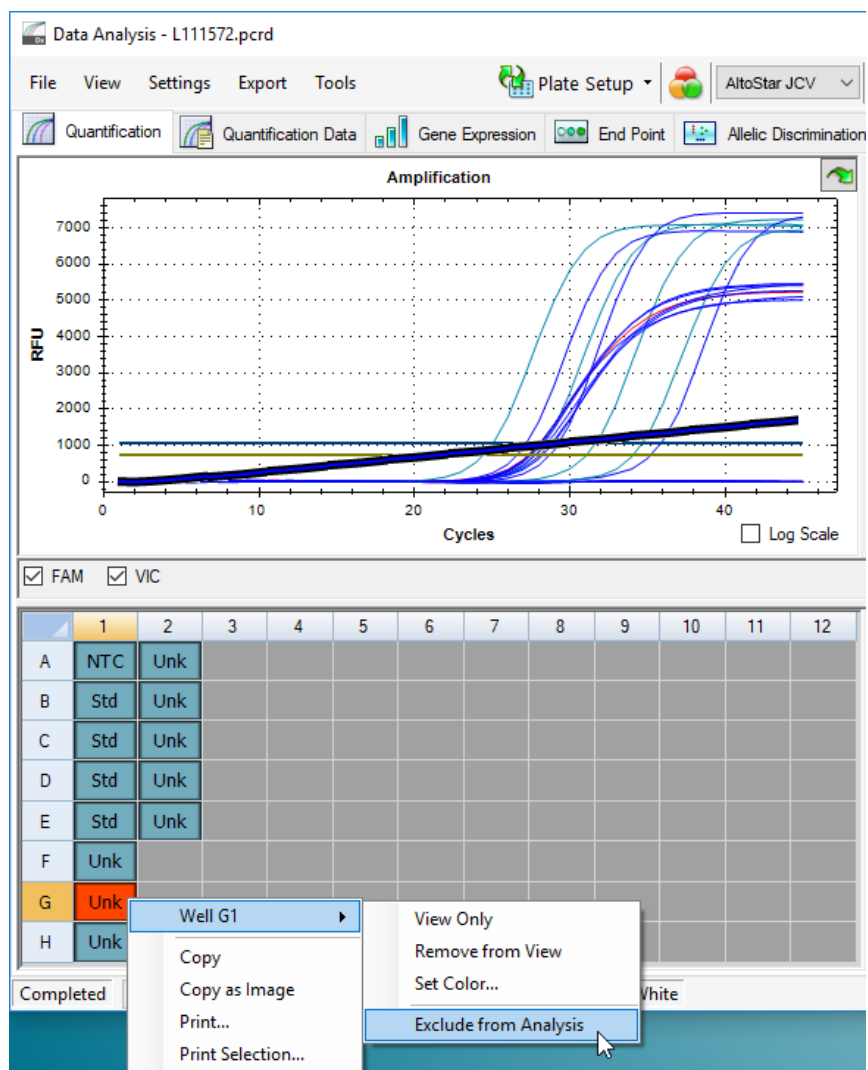 Data Analysis - L111572.pcrd
File View Settings Export Tools Plate Setup AltoStar JCV
Quantification Quantification Data Gene Expression End Point Allelic Discrimination
Amplification
7000
6000
5000
4000
3000
2000
1000
0
RFU
0 10 20 30 40
Cycles
Log Scale
FAM VIC
1 2 3 4 5 6 7 8 9 10 11 12
A NTC Unk
B Std Unk
C Std Unk
D Std Unk
E Std Unk
F Unk
G Unk
H Unk
Well G1
Copy
Copy as Image
Print...
Print Selection...
View Only
Remove from View
Set Color...
Exclude from Analysis
Completed